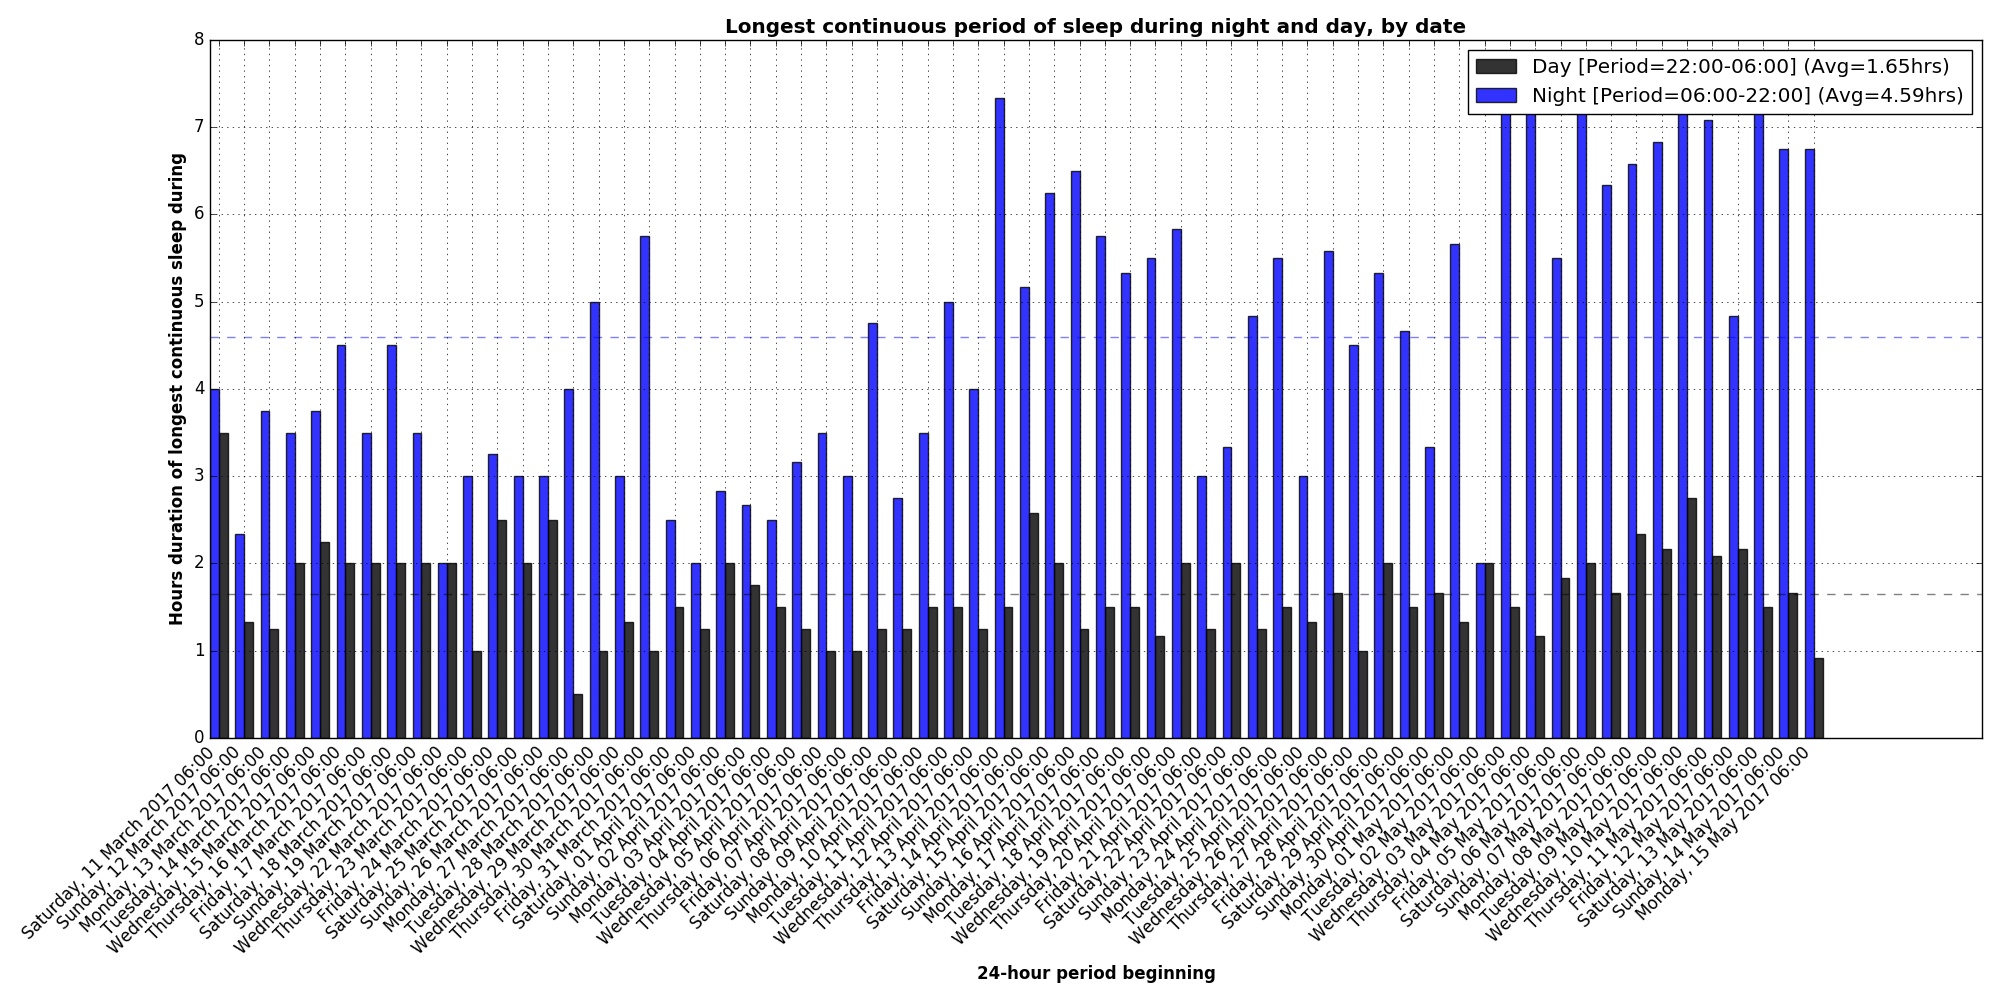 Longest continuous period of sleep during night and day, by date
Day [Period=22:00-06:00] (Avg=1.65hrs)
Night [Period=06:00-22:00] (Avg=4.59hrs)
Hours duration of longest continuous sleep during
8
7
6
5
4
3
2
1
0
Saturday, 11 March 2017 06:00
Sunday, 12 March 2017 06:00
Monday, 13 March 2017 06:00
Tuesday, 14 March 2017 06:00
Wednesday, 15 March 2017 06:00
Thursday, 16 March 2017 06:00
Friday, 17 March 2017 06:00
Saturday, 18 March 2017 06:00
Sunday, 19 March 2017 06:00
Wednesday, 22 March 2017 06:00
Thursday, 23 March 2017 06:00
Friday, 24 March 2017 06:00
Saturday, 25 March 2017 06:00
Sunday, 26 March 2017 06:00
Monday, 27 March 2017 06:00
Tuesday, 28 March 2017 06:00
Wednesday, 29 March 2017 06:00
Thursday, 30 March 2017 06:00
Friday, 31 March 2017 06:00
Saturday, 01 April 2017 06:00
Sunday, 02 April 2017 06:00
Monday, 03 April 2017 06:00
Tuesday, 04 April 2017 06:00
Wednesday, 05 April 2017 06:00
Thursday, 06 April 2017 06:00
Friday, 07 April 2017 06:00
Saturday, 08 April 2017 06:00
Sunday, 09 April 2017 06:00
Monday, 10 April 2017 06:00
Tuesday, 11 April 2017 06:00
Wednesday, 12 April 2017 06:00
Thursday, 13 April 2017 06:00
Friday, 14 April 2017 06:00
Saturday, 15 April 2017 06:00
Sunday, 16 April 2017 06:00
Monday, 17 April 2017 06:00
Tuesday, 18 April 2017 06:00
Wednesday, 19 April 2017 06:00
Thursday, 20 April 2017 06:00
Friday, 21 April 2017 06:00
Saturday, 22 April 2017 06:00
Sunday, 23 April 2017 06:00
Monday, 24 April 2017 06:00
Tuesday, 25 April 2017 06:00
Wednesday, 26 April 2017 06:00
Thursday, 27 April 2017 06:00
Friday, 28 April 2017 06:00
Saturday, 29 April 2017 06:00
Sunday, 30 April 2017 06:00
Monday, 01 May 2017 06:00
Tuesday, 02 May 2017 06:00
Wednesday, 03 May 2017 06:00
Thursday, 04 May 2017 06:00
Friday, 05 May 2017 06:00
Saturday, 06 May 2017 06:00
Sunday, 07 May 2017 06:00
Monday, 08 May 2017 06:00
Tuesday, 09 May 2017 06:00
Wednesday, 10 May 2017 06:00
Thursday, 11 May 2017 06:00
Friday, 12 May 2017 06:00
Saturday, 13 May 2017 06:00
Sunday, 14 May 2017 06:00
Monday, 15 May 2017 06:00
24-hour period beginning